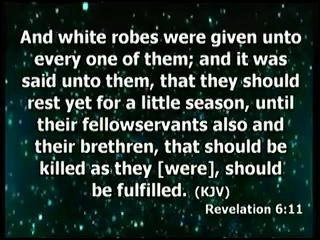 And white robes were given unto
every one of them; and it was
said unto them, that they should
rest yet for a little season, until
their fellowservants also and
their brethren, that should be
killed as they [were], should
be fulfilled. (KJV)
Revelation 6:11